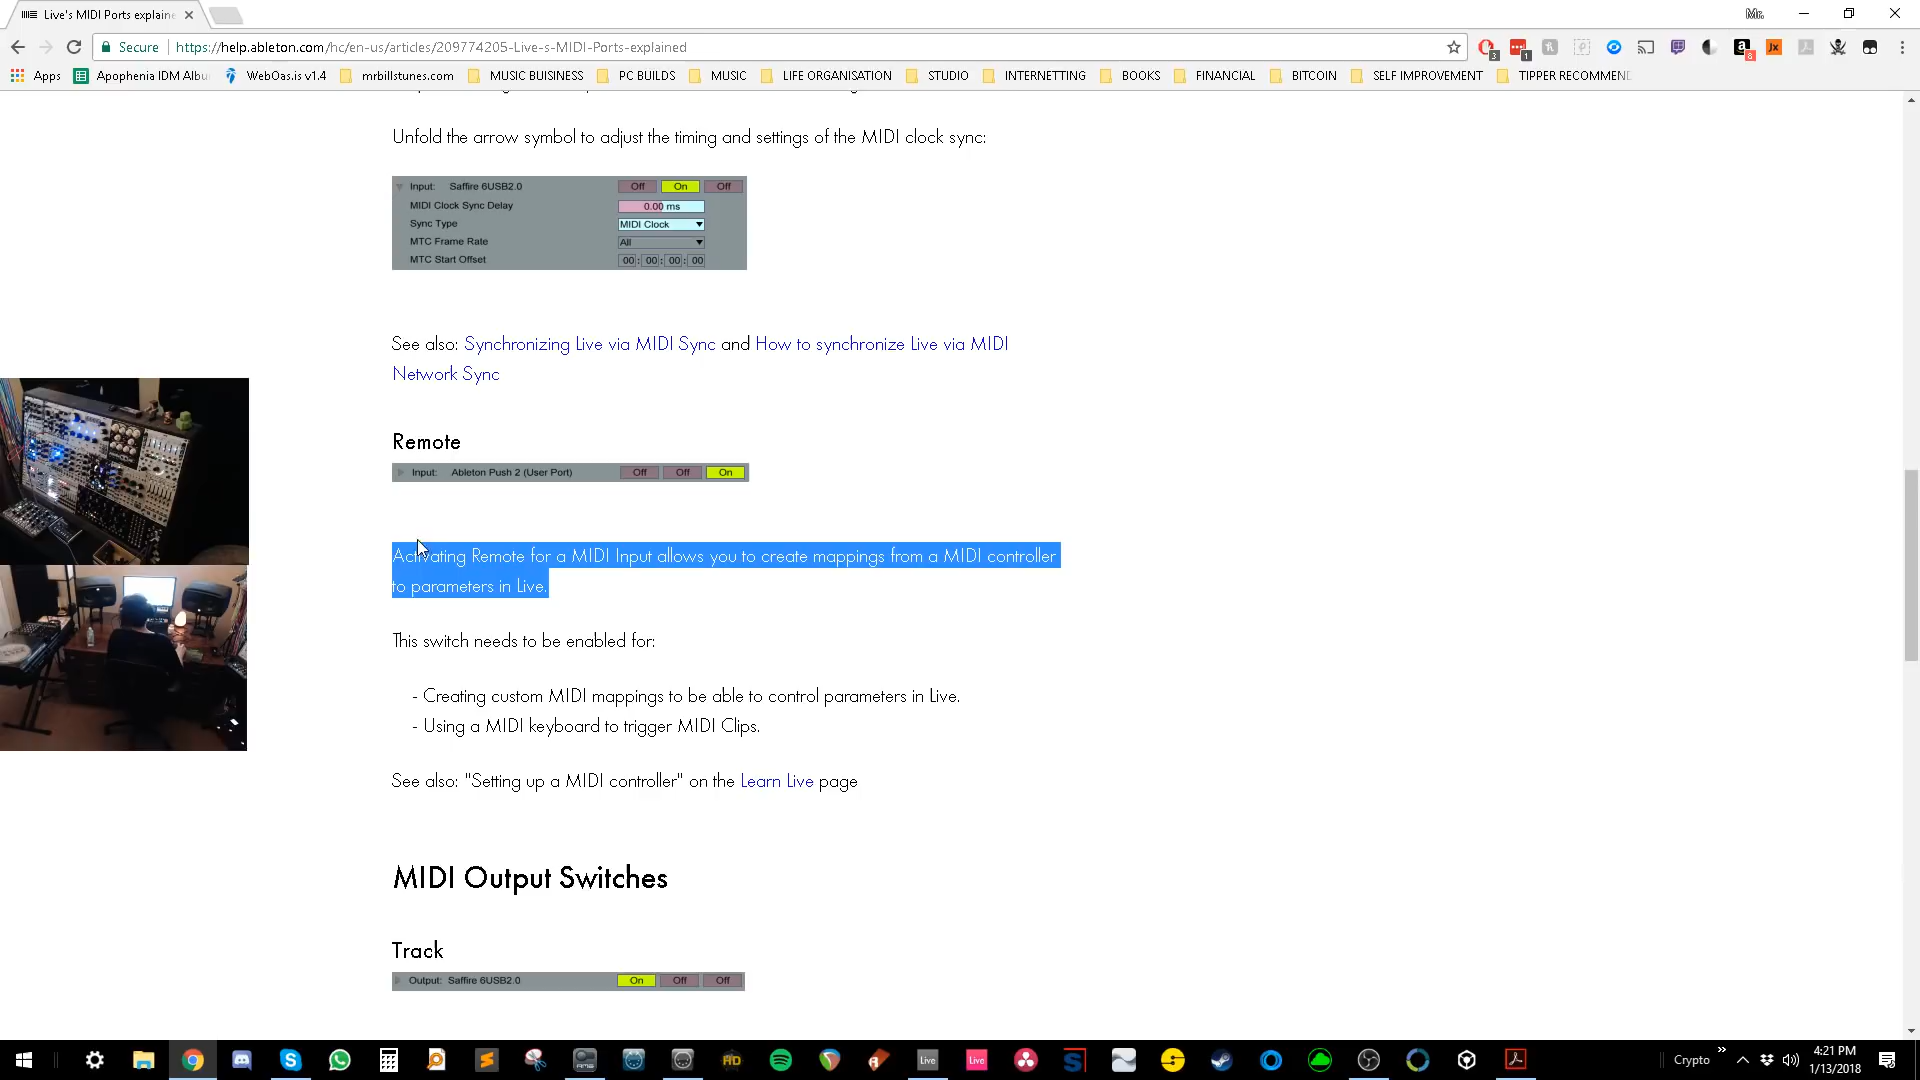 Live's MIDI Ports explaine
Mr.
Secure
https://help.ableton.com/hc/en-us/articles/209774205-Live-s-MIDI-Ports-explained
3
1
8
Jx
Apps
Apophenia IDM Albu
WebOas.is v1.4
mrbillstunes.com
MUSIC BUISINESS
PC BUILDS
MUSIC
LIFE ORGANISATION
STUDIO
INTERNETTING
BOOKS
FINANCIAL
BITCOIN
SELF IMPROVEMENT
TIPPER RECOMMEND
Unfold the arrow symbol to adjust the timing and settings of the MIDI clock sync:
Input: Saffire 6USB2.0 Off On Off
MIDI Clock Sync Delay 0.00 ms
Sync Type MIDI Clock
MTC Frame Rate All
MTC Start Offset 00 : 00 : 00 : 00
See also: Synchronizing Live via MIDI Sync and How to synchronize Live via MIDI
Network Sync
Remote
Input: Ableton Push 2 (User Port) Off Off On
Activating Remote for a MIDI Input allows you to create mappings from a MIDI controller
to parameters in Live.
This switch needs to be enabled for:
- Creating custom MIDI mappings to be able to control parameters in Live.
- Using a MIDI keyboard to trigger MIDI Clips.
See also: "Setting up a MIDI controller" on the Learn Live page
MIDI Output Switches
Track
Output: Saffire 6USB2.0 On Off Off
Live
Live
Crypto
4:21 PM
1/13/2018